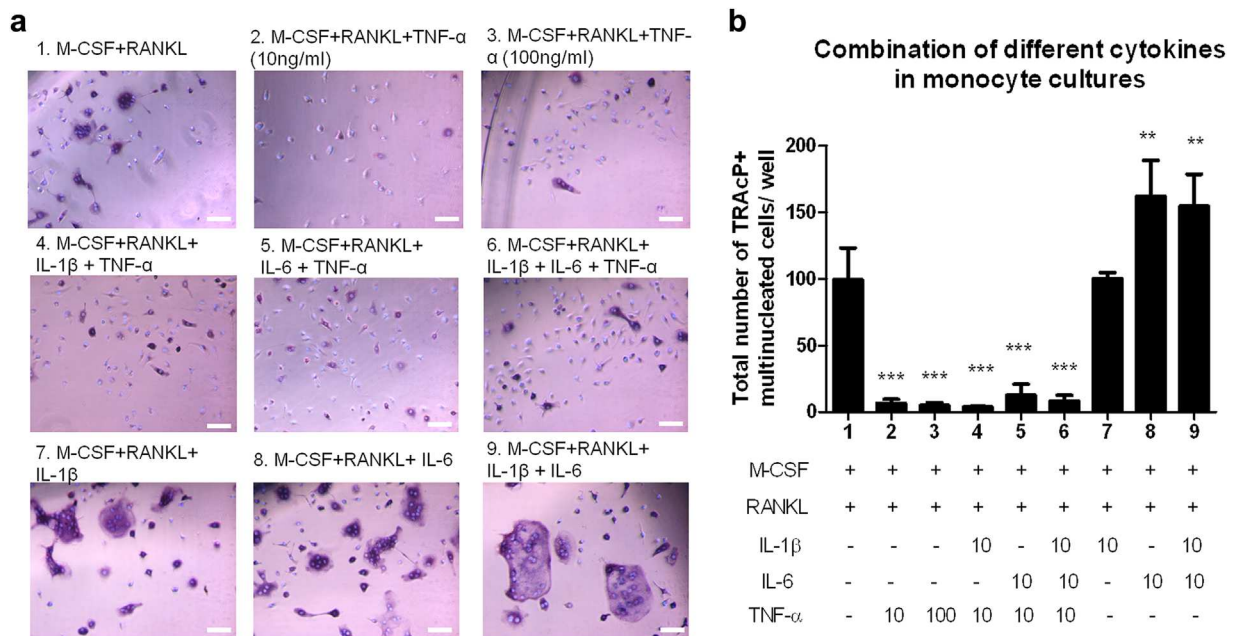 a
1. M-CSF+RANKL
2. M-CSF+RANKL+TNF-α
(10ng/ml)
3. M-CSF+RANKL+TNF-
α (100ng/ml)
4. M-CSF+RANKL+
IL-1β + TNF-α
5. M-CSF+RANKL+
IL-6 + TNF-α
6. M-CSF+RANKL+
IL-1β + IL-6 + TNF-α
7. M-CSF+RANKL+
IL-1β
8. M-CSF+RANKL+ IL-6
9. M-CSF+RANKL+
IL-1β + IL-6
b
Combination of different cytokines
in monocyte cultures
Total number of TRAcP+
multinucleated cells/ well
200
150
100
50
0
*** *** *** *** *** ** **
1 2 3 4 5 6 7 8 9
M-CSF + + + + + + + + +
RANKL + + + + + + + + +
IL-1β - - - 10 - 10 10 - 10
IL-6 - - - - 10 10 - 10 10
TNF-α - 10 100 10 10 10 - - -